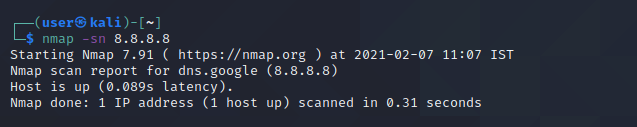 ┌──(user㉿kali)-[~]
└─$ nmap -sn 8.8.8.8
Starting Nmap 7.91 ( https://nmap.org ) at 2021-02-07 11:07 IST
Nmap scan report for dns.google (8.8.8.8)
Host is up (0.089s latency).
Nmap done: 1 IP address (1 host up) scanned in 0.31 seconds